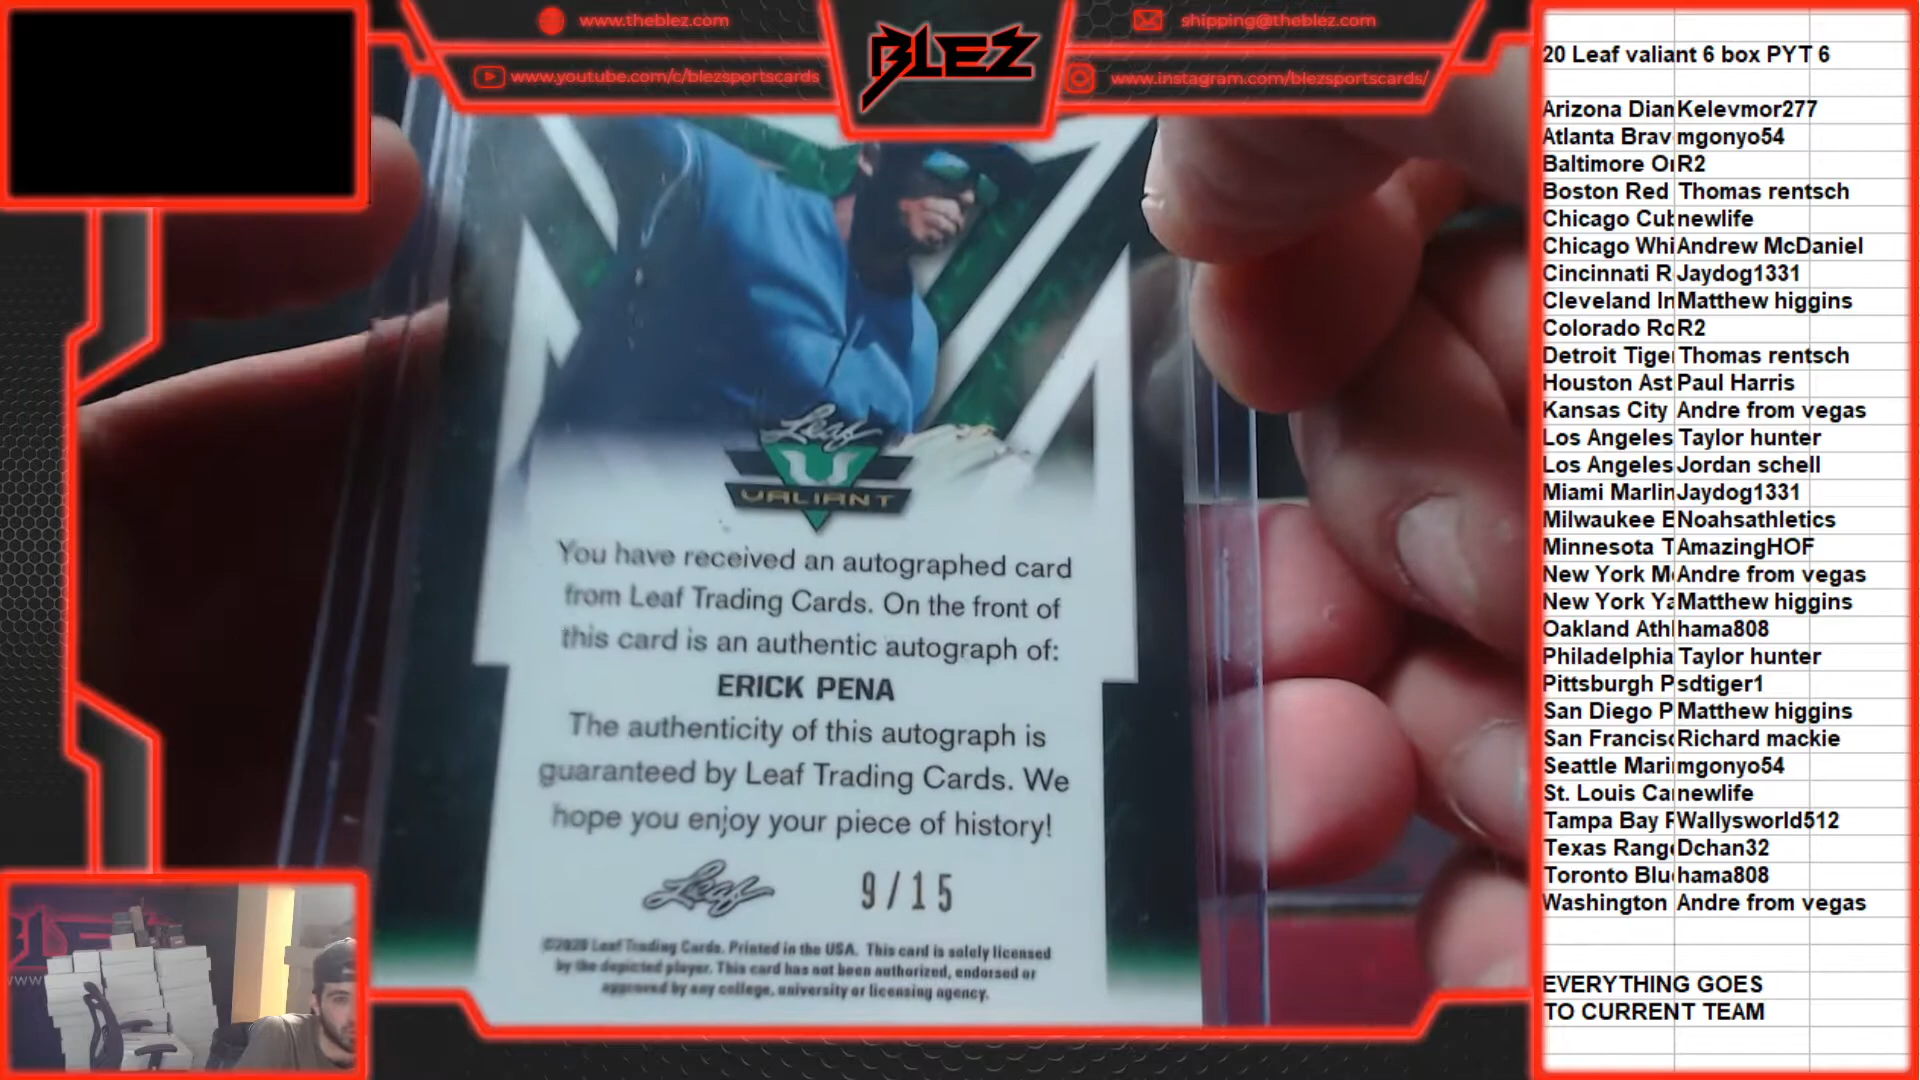 www.theblez.com
shipping@theblez.com
BLEZ
www.youtube.com/c/blezsportscards
www.instagram.com/blezsportscards/
Leaf
VALIANT
You have received an autographed card
from Leaf Trading Cards. On the front of
this card is an authentic autograph of:
ERICK PENA
The authenticity of this autograph is
guaranteed by Leaf Trading Cards. We
hope you enjoy your piece of history!
Leaf 9/15
©2020 Leaf Trading Cards. Printed in the USA. This card is solely licensed
by the depicted player. This card has not been authorized, endorsed or
approved by any college, university or licensing agency.
20 Leaf valiant 6 box PYT 6
Arizona Diam Kelevmor277
Atlanta Brav mgonyo54
Baltimore Or R2
Boston Red Thomas rentsch
Chicago Cub newlife
Chicago Whi Andrew McDaniel
Cincinnati R Jaydog1331
Cleveland In Matthew higgins
Colorado Ro R2
Detroit Tiger Thomas rentsch
Houston Ast Paul Harris
Kansas City Andre from vegas
Los Angeles Taylor hunter
Los Angeles Jordan schell
Miami Marlin Jaydog1331
Milwaukee B Noahsathletics
Minnesota T AmazingHOF
New York M Andre from vegas
New York Ya Matthew higgins
Oakland Athl hama808
Philadelphia Taylor hunter
Pittsburgh P sdtiger1
San Diego P Matthew higgins
San Francisc Richard mackie
Seattle Mari mgonyo54
St. Louis Ca newlife
Tampa Bay R Wallysworld512
Texas Range Dchan32
Toronto Blu hama808
Washington Andre from vegas
EVERYTHING GOES
TO CURRENT TEAM